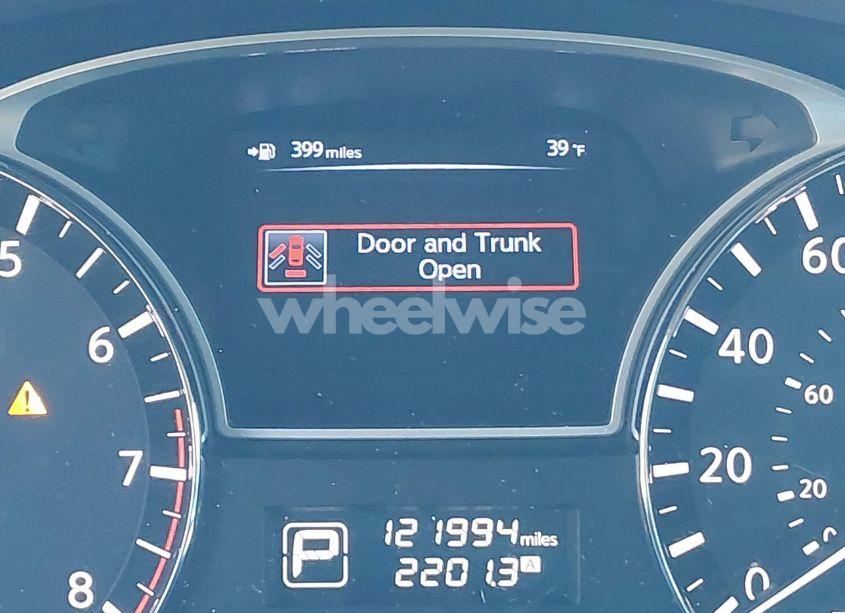 399 miles 39 °F
Door and Trunk
Open
wheelwise
5
6
7
8
60
40
20
0
60
20
0
P
121994 miles
2201.3 A